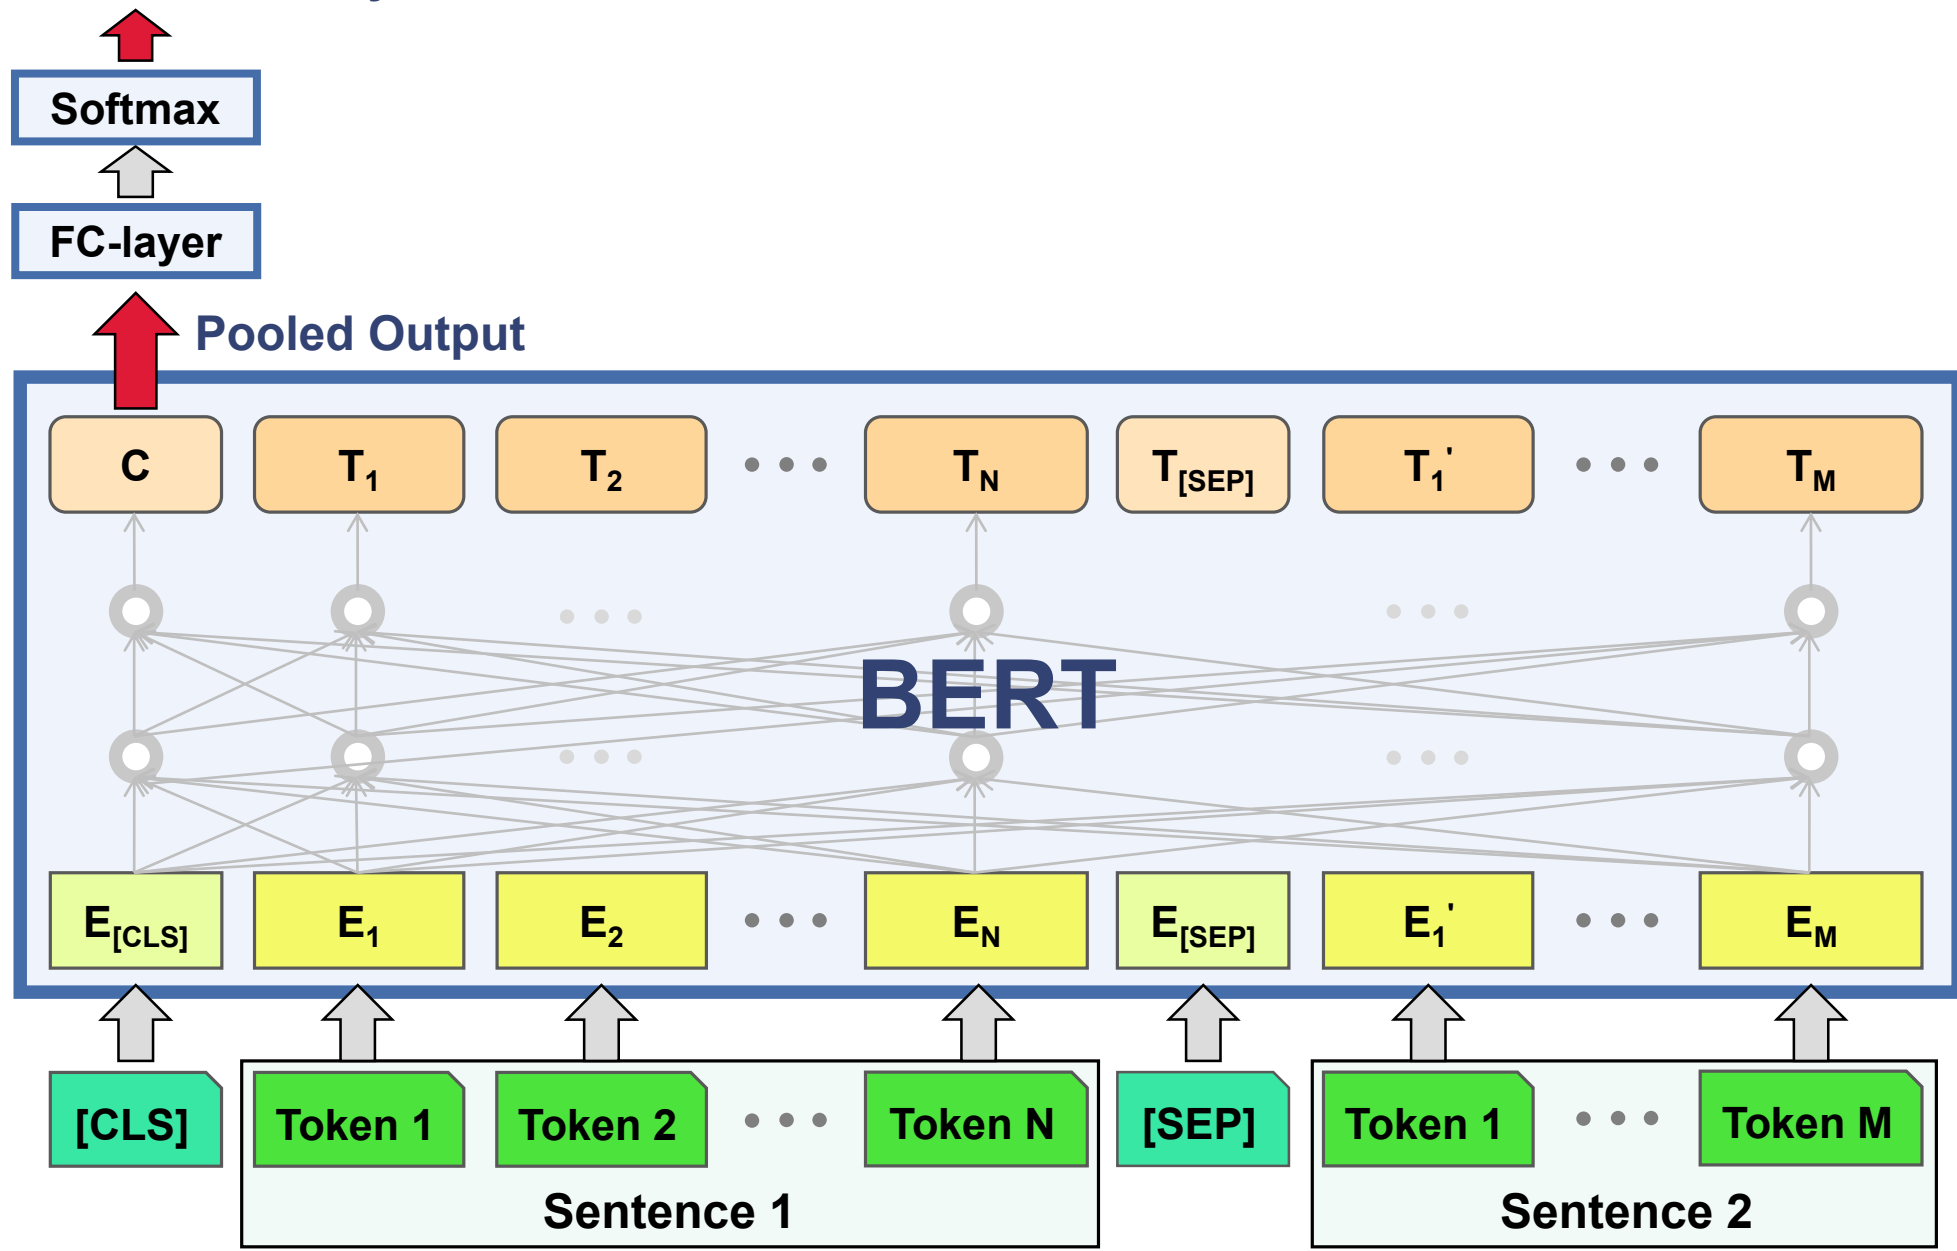 Softmax
FC-layer
Pooled Output
C T1 T2 ... TN T[SEP] T1' ... TM
BERT
E[CLS] E1 E2 ... EN E[SEP] E1' ... EM
[CLS] Token 1 Token 2 ... Token N [SEP] Token 1 ... Token M
Sentence 1 Sentence 2